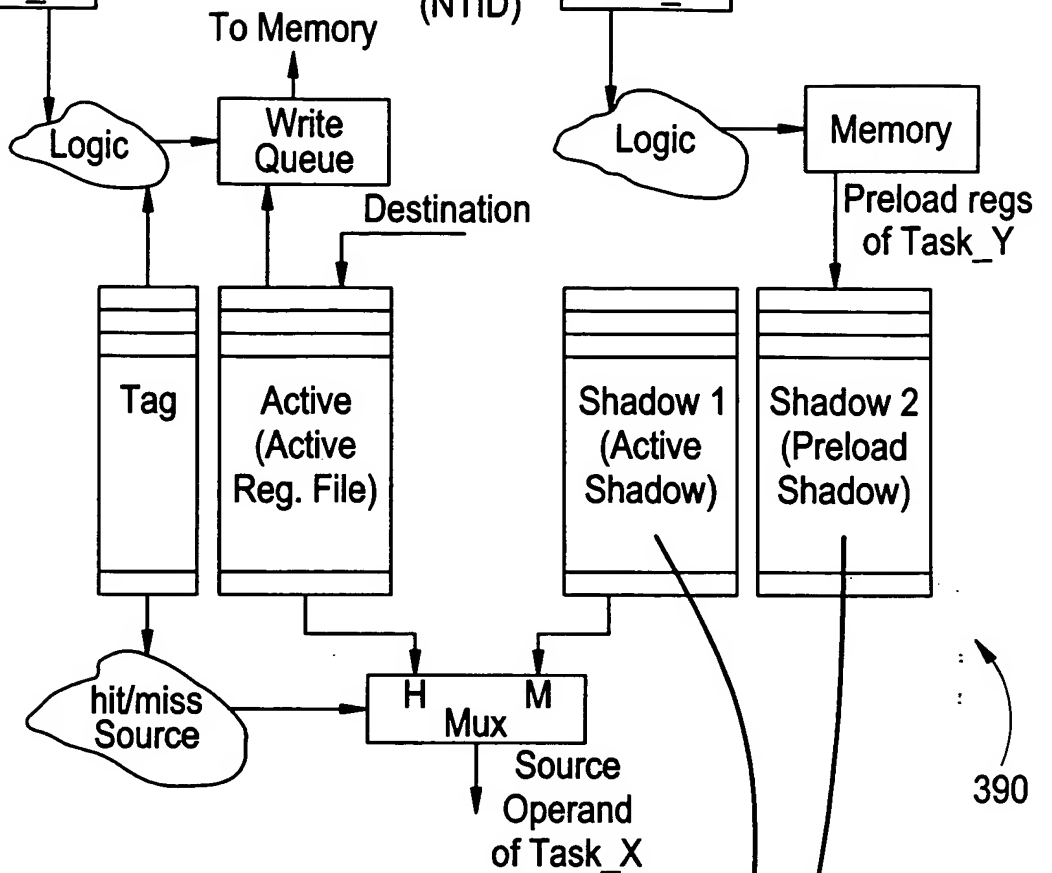 (NTID)
To Memory
Logic
Write
Queue
Logic
Memory
Destination
Preload regs
of Task_Y
Tag
Active
(Active
Reg. File)
Shadow 1
(Active
Shadow)
Shadow 2
(Preload
Shadow)
hit/miss
Source
H
M
Mux
Source
Operand
of Task_X
390